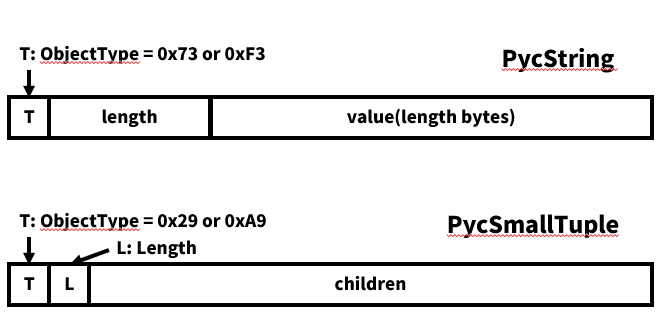 T: ObjectType = 0x73 or 0xF3
PycString
T
length
value(length bytes)
T: ObjectType = 0x29 or 0xA9
PycSmallTuple
L: Length
T
L
children